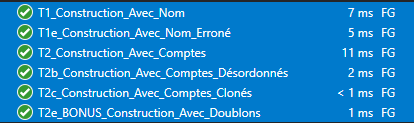 T1_Construction_Avec_Nom 7 ms FG
T1e_Construction_Avec_Nom_Erroné 5 ms FG
T2_Construction_Avec_Comptes 11 ms FG
T2b_Construction_Avec_Comptes_Désordonnés 2 ms FG
T2c_Construction_Avec_Comptes_Clonés < 1 ms FG
T2e_BONUS_Construction_Avec_Doublons 1 ms FG